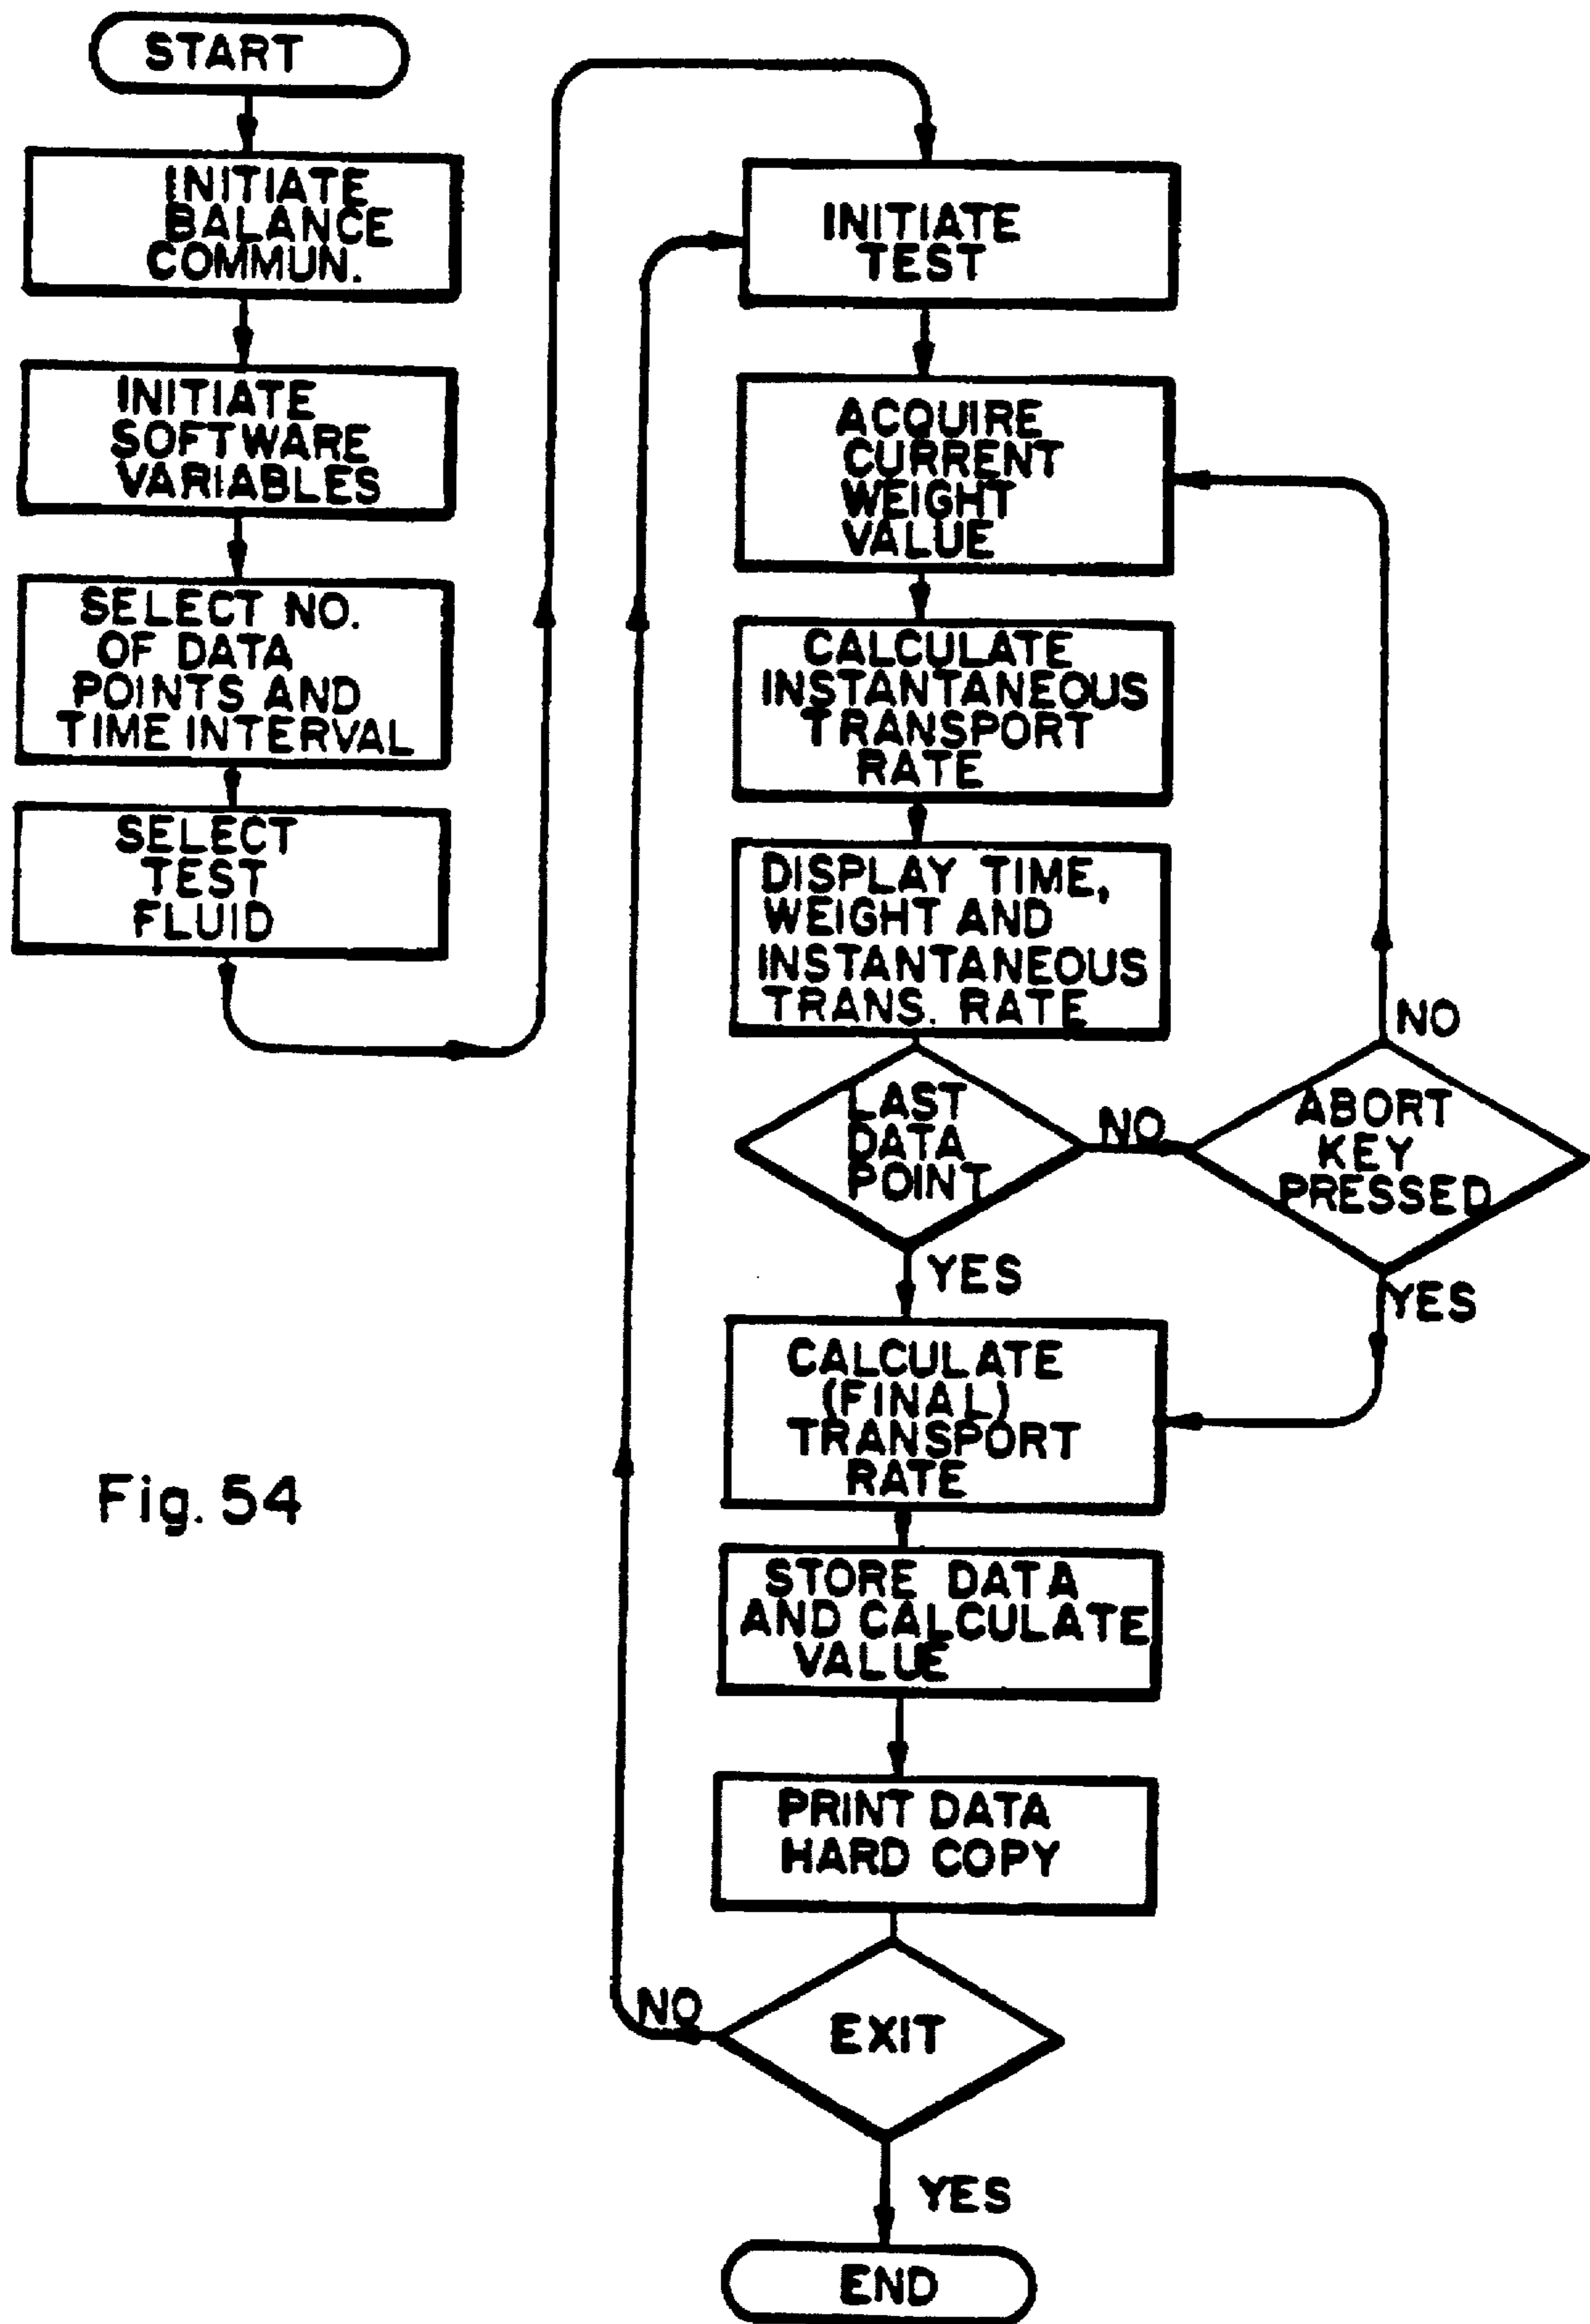 START
INITIATE
BALANCE
COMMUN.
INITIATE
SOFTWARE
VARIABLES
SELECT NO.
OF DATA
POINTS AND
TIME INTERVAL
SELECT
TEST
FLUID
INITIATE
TEST
ACQUIRE
CURRENT
WEIGHT
VALUE
CALCULATE
INSTANTANEOUS
TRANSPORT
RATE
DISPLAY TIME,
WEIGHT AND
INSTANTANEOUS
TRANS. RATE
LAST
DATA
POINT
NO
ABORT
KEY
PRESSED
NO
YES
YES
CALCULATE
(FINAL)
TRANSPORT
RATE
STORE DATA
AND CALCULATE
VALUE
PRINT DATA
HARD COPY
EXIT
NO
YES
END
Fig. 54